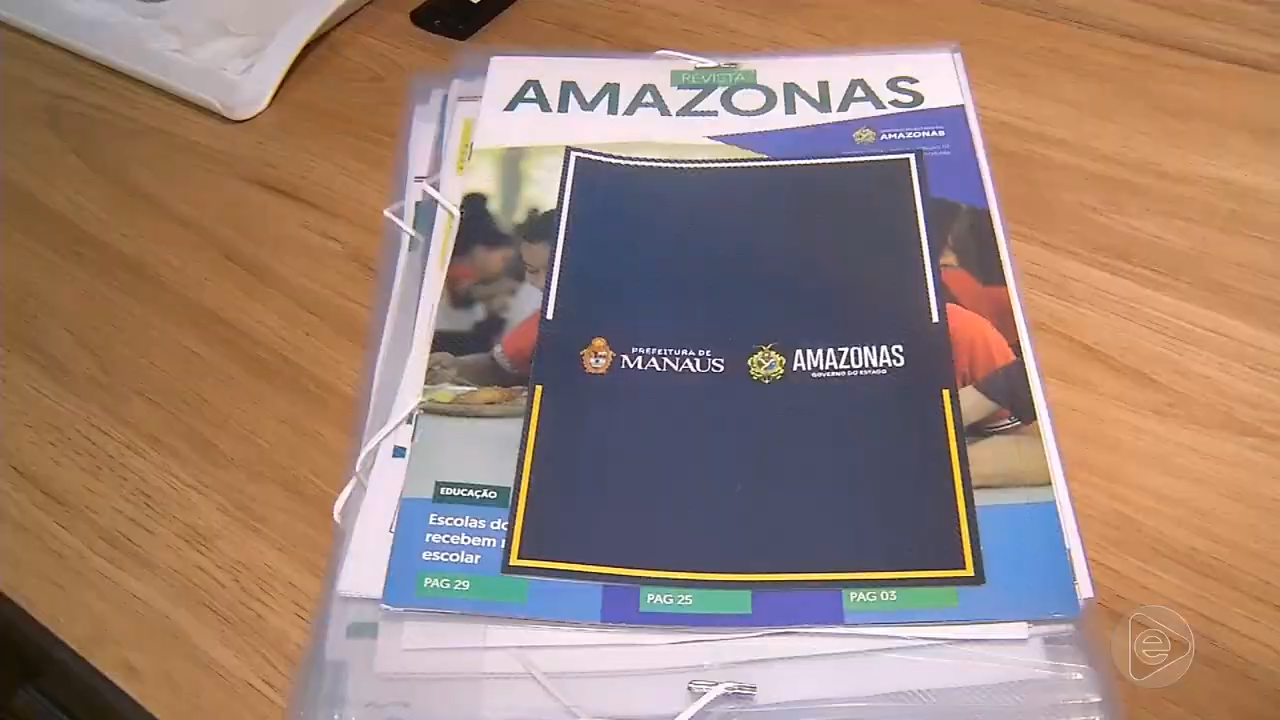 REVISTA
AMAZONAS
AMAZONAS
PREFEITURA DE
MANAUS
AMAZONAS
GOVERNO DO ESTADO
EDUCAÇÃO
Escolas do
recebem
escolar
PAG 29
PAG 25
PAG 03
e